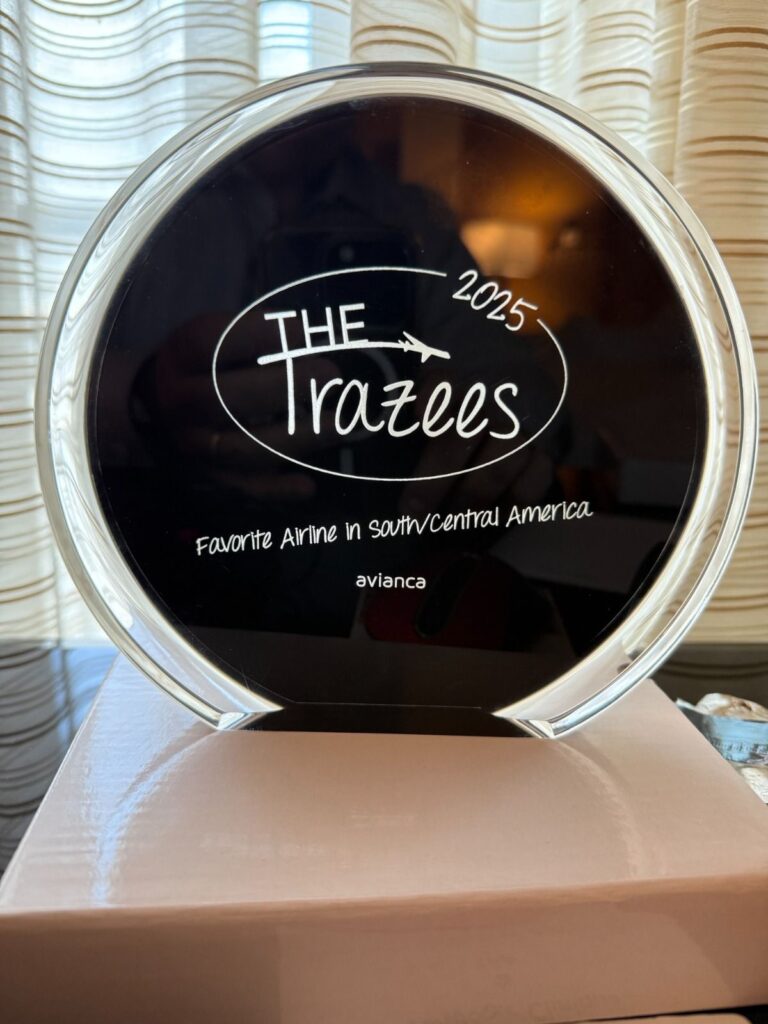 2025
THE
Trazees
Favorite Airline in South/Central America
avianca